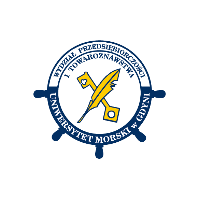 WYDZIAŁ PRZEDSIĘBIORCZOŚCI
I TOWAROZNAWSTWA
UNIWERSYTET MORSKI W GDYNI